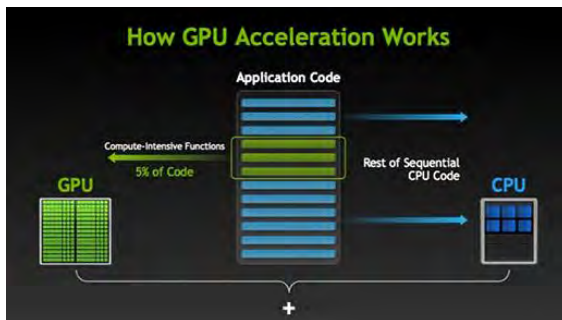 How GPU Acceleration Works
Application Code
Compute-Intensive Functions
5% of Code
Rest of Sequential
CPU Code
GPU
CPU
+